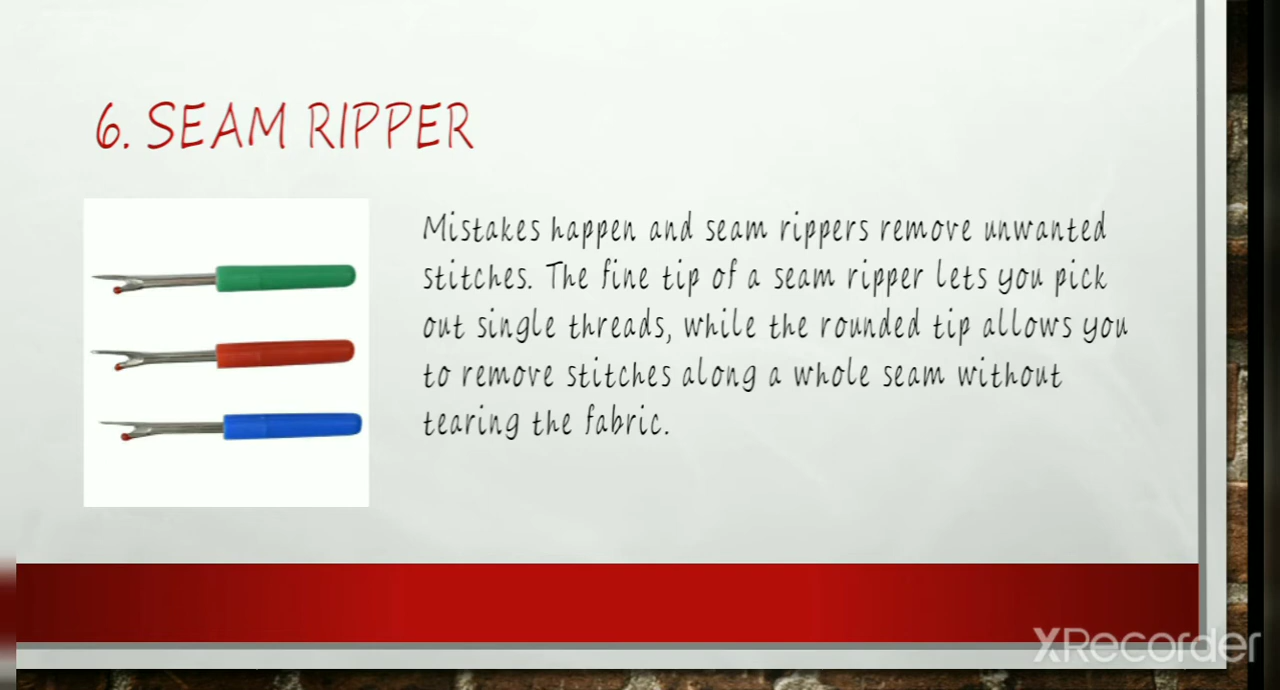 6. SEAM RIPPER
Mistakes happen and seam rippers remove unwanted
stitches. The fine tip of a seam ripper lets you pick
out single threads, while the rounded tip allows you
to remove stitches along a whole seam without
tearing the fabric.
XRecorder